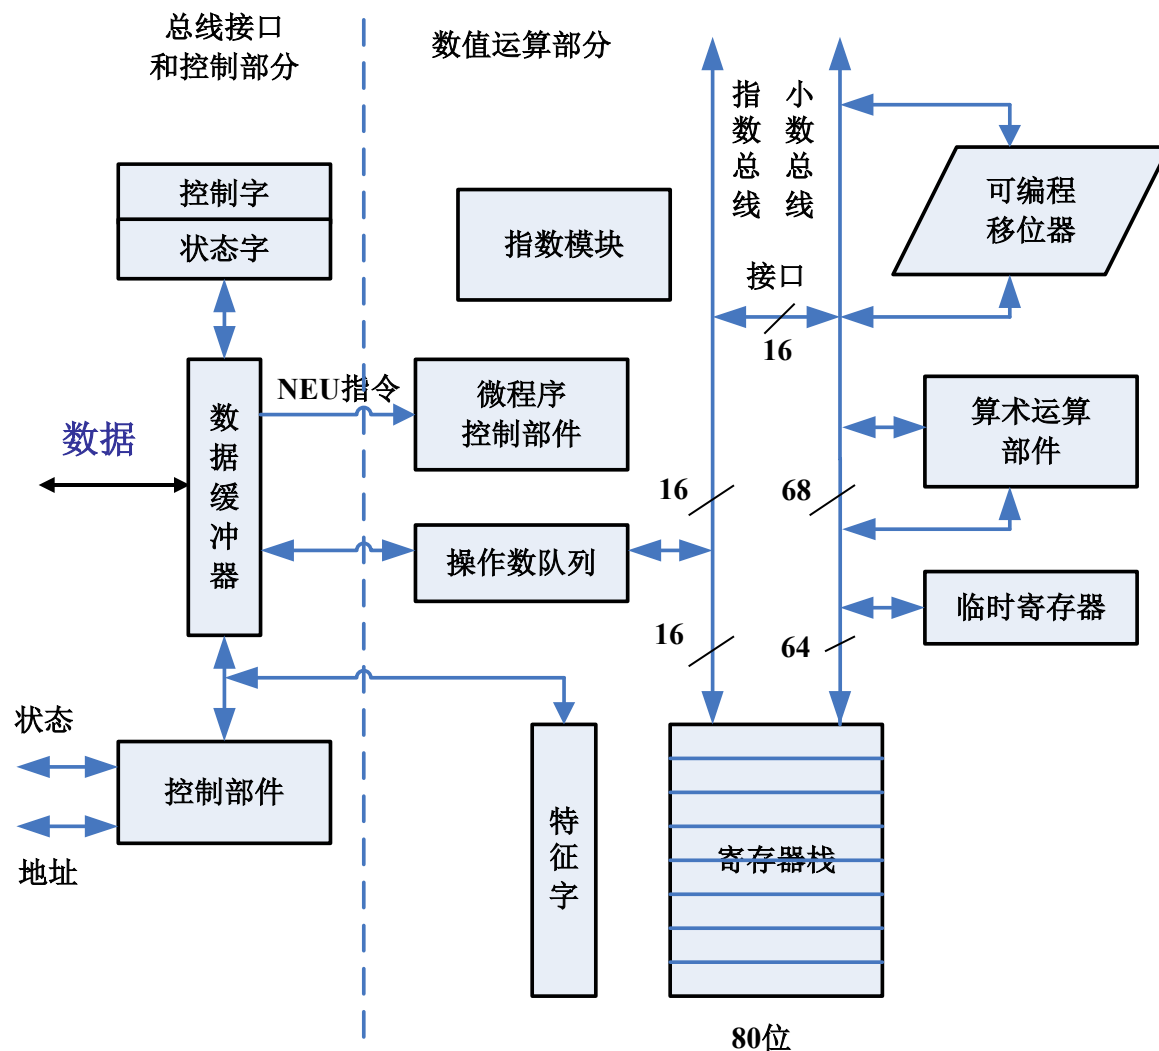 总线接口
和控制部分
数值运算部分
指数总线
小数总线
控制字
状态字
指数模块
可编程
移位器
接口
16
NEU指令
微程序
控制部件
数据
数据缓冲器
算术运算
部件
16
68
操作数队列
临时寄存器
16
64
状态
控制部件
地址
特征字
寄存器栈
80位